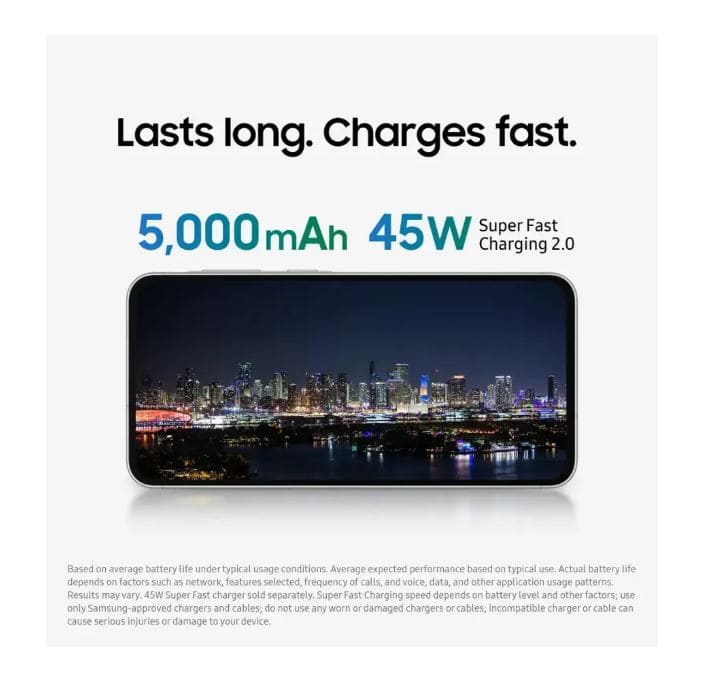 Lasts long. Charges fast.
5,000 mAh 45W Super Fast
Charging 2.0
Based on average battery life under typical usage conditions. Average expected performance based on typical use. Actual battery life
depends on factors such as network, features selected, frequency of calls, and voice, data, and other application usage patterns.
Results may vary. 45W Super Fast charger sold separately. Super Fast Charging speed depends on battery level and other factors; use
only Samsung-approved chargers and cables; do not use any worn or damaged chargers or cables; incompatible charger or cable can
cause serious injuries or damage to your device.